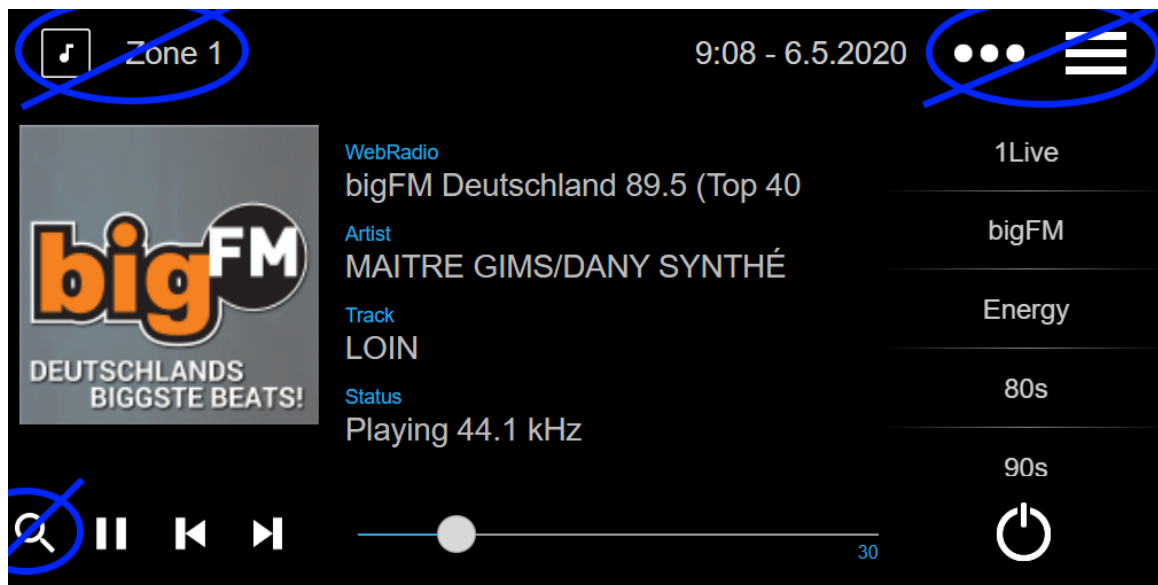 Zone 1
9:08 - 6.5.2020
bigFM
DEUTSCHLANDS
BIGGSTE BEATS!
WebRadio
bigFM Deutschland 89.5 (Top 40
Artist
MAITRE GIMS/DANY SYNTHÉ
Track
LOIN
Status
Playing 44.1 kHz
1Live
bigFM
Energy
80s
90s
30